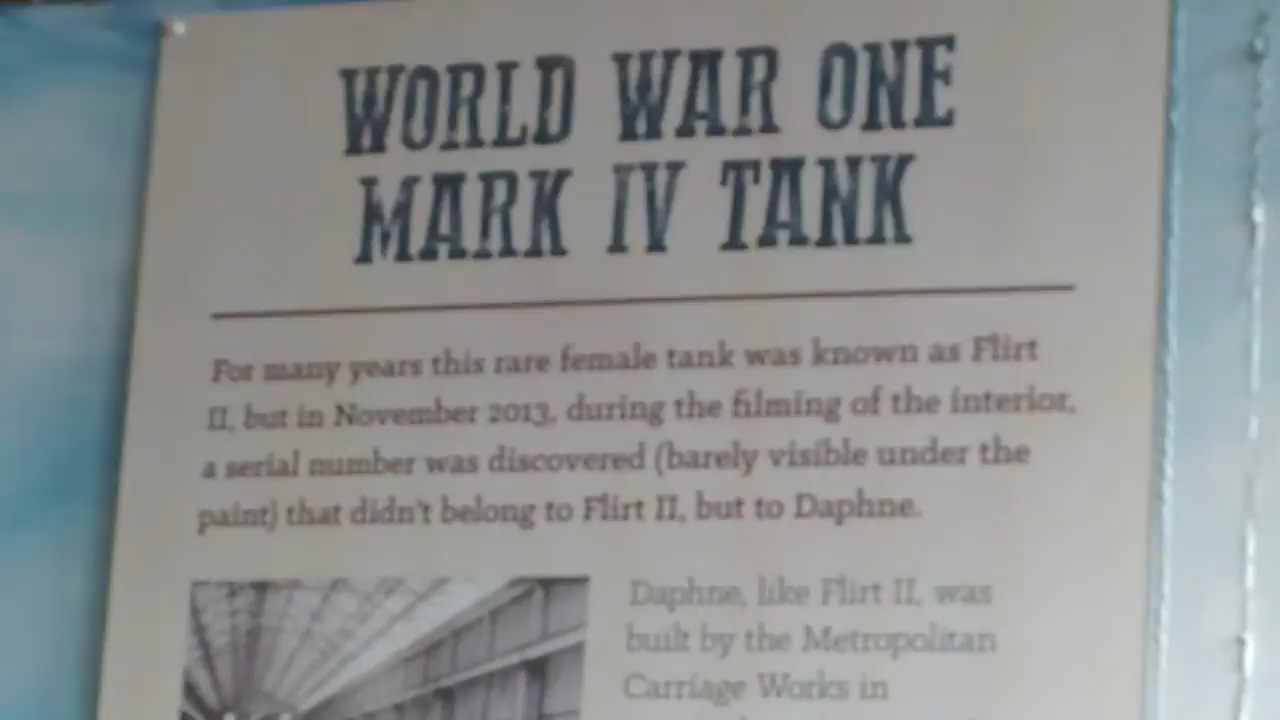 WORLD WAR ONE
MARK IV TANK
For many years this rare female tank was known as Flirt
II, but in November 2013, during the filming of the interior,
a serial number was discovered (barely visible under the
paint) that didn't belong to Flirt II, but to Daphne.
Daphne, like Flirt II, was
built by the Metropolitan
Carriage Works in